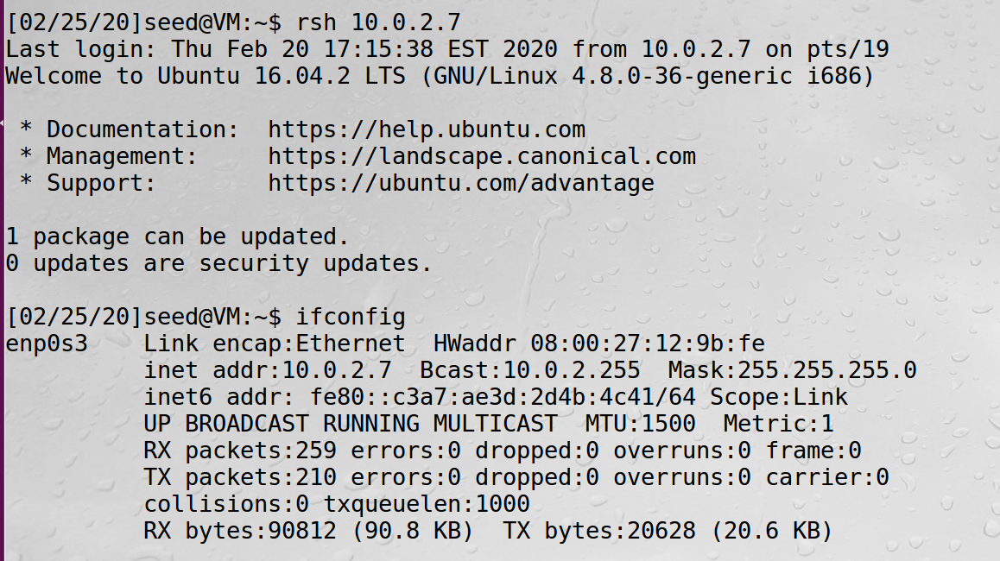 [02/25/20]seed@VM:~$ rsh 10.0.2.7
Last login: Thu Feb 20 17:15:38 EST 2020 from 10.0.2.7 on pts/19
Welcome to Ubuntu 16.04.2 LTS (GNU/Linux 4.8.0-36-generic i686)

 * Documentation:  https://help.ubuntu.com
 * Management:     https://landscape.canonical.com
 * Support:        https://ubuntu.com/advantage

1 package can be updated.
0 updates are security updates.

[02/25/20]seed@VM:~$ ifconfig
enp0s3    Link encap:Ethernet  HWaddr 08:00:27:12:9b:fe
          inet addr:10.0.2.7  Bcast:10.0.2.255  Mask:255.255.255.0
          inet6 addr: fe80::c3a7:ae3d:2d4b:4c41/64 Scope:Link
          UP BROADCAST RUNNING MULTICAST  MTU:1500  Metric:1
          RX packets:259 errors:0 dropped:0 overruns:0 frame:0
          TX packets:210 errors:0 dropped:0 overruns:0 carrier:0
          collisions:0 txqueuelen:1000
          RX bytes:90812 (90.8 KB)  TX bytes:20628 (20.6 KB)